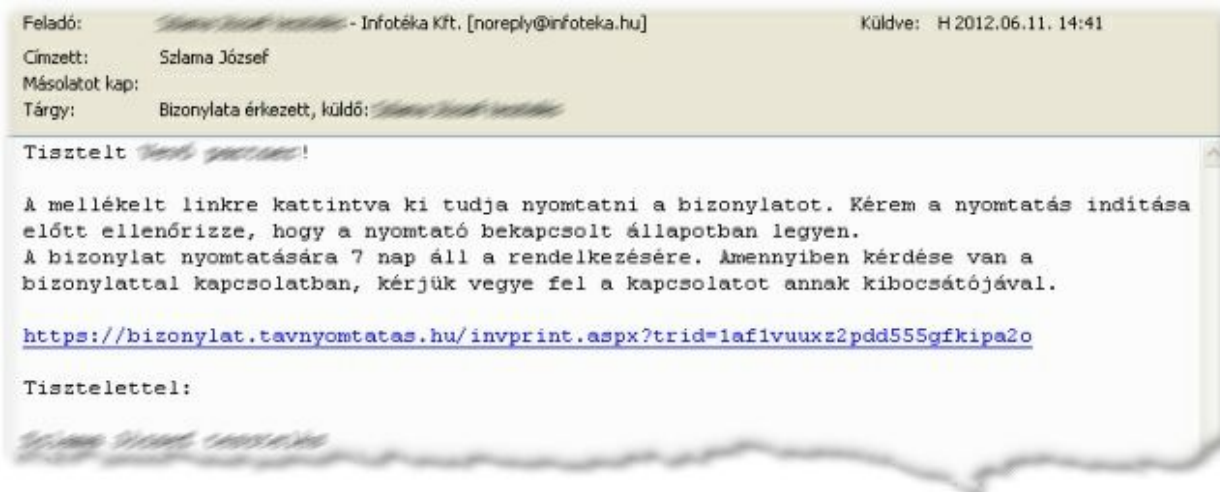 Feladó: - Infotéka Kft. [noreply@infoteka.hu] Küldve: H 2012.06.11. 14:41
Címzett: Szlama József
Másolatot kap:
Tárgy: Bizonylata érkezett, küldő:
Tisztelt !
A mellékelt linkre kattintva ki tudja nyomtatni a bizonylatot. Kérem a nyomtatás indítása
előtt ellenőrizze, hogy a nyomtató bekapcsolt állapotban legyen.
A bizonylat nyomtatására 7 nap áll a rendelkezésére. Amennyiben kérdése van a
bizonylattal kapcsolatban, kérjük vegye fel a kapcsolatot annak kibocsátójával.
https://bizonylat.tavnyomtatas.hu/invprint.aspx?trid=1af1vuuxz2pdd555gfkipa2o
Tisztelettel: